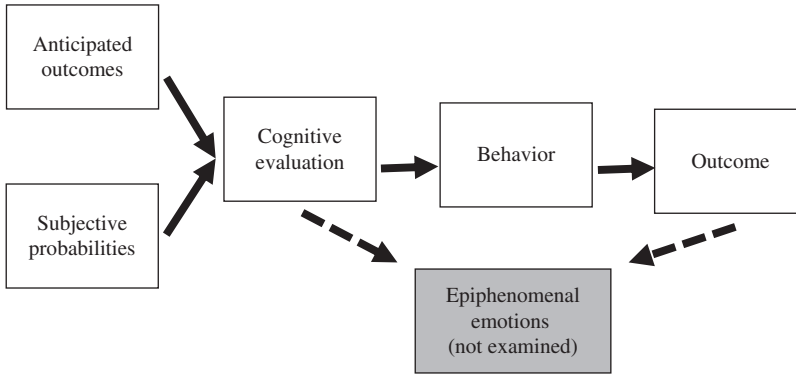 Anticipated
outcomes
Cognitive
evaluation
Behavior
Outcome
Subjective
probabilities
Epiphenomenal
emotions
(not examined)